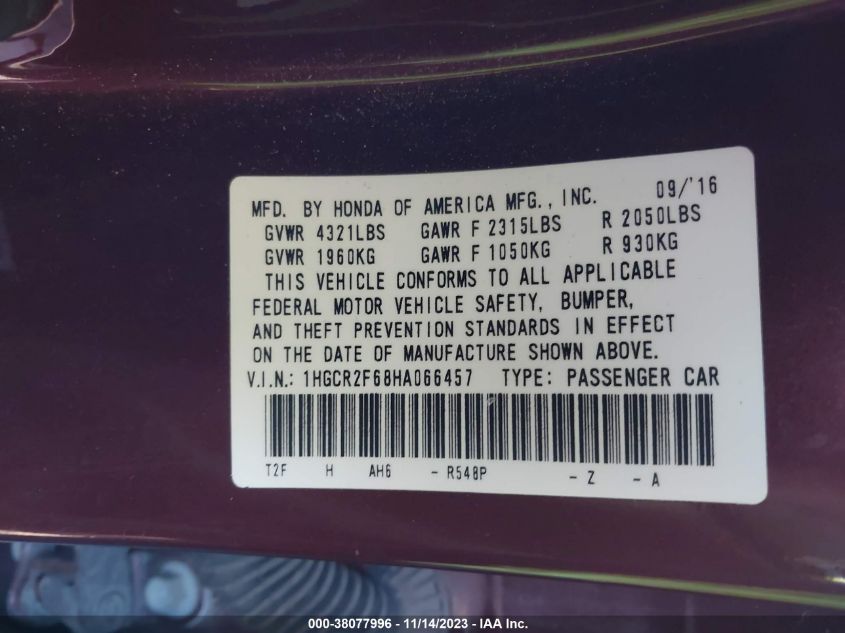 09/'16
MFD. BY HONDA OF AMERICA MFG., INC.
GVWR 4321LBS GAWR F 2315LBS R 2050LBS
GVWR 1960KG GAWR F 1050KG R 930KG
THIS VEHICLE CONFORMS TO ALL APPLICABLE
FEDERAL MOTOR VEHICLE SAFETY, BUMPER,
AND THEFT PREVENTION STANDARDS IN EFFECT
ON THE DATE OF MANUFACTURE SHOWN ABOVE.
V.I.N.: 1HGCR2F68HA066457 TYPE: PASSENGER CAR
T2F H AH6 - R548P - Z - A
000-38077996 - 11/14/2023 - IAA Inc.